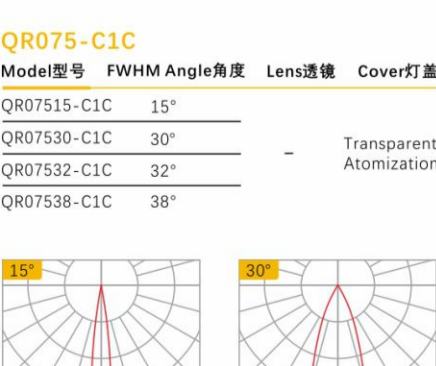 QR075-C1C
Model型号 FWHM Angle角度 Lens透镜 Cover灯盖
QR07515-C1C 15°
QR07530-C1C 30°
– Transparent
Atomization
QR07532-C1C 32°
QR07538-C1C 38°
15° 30°